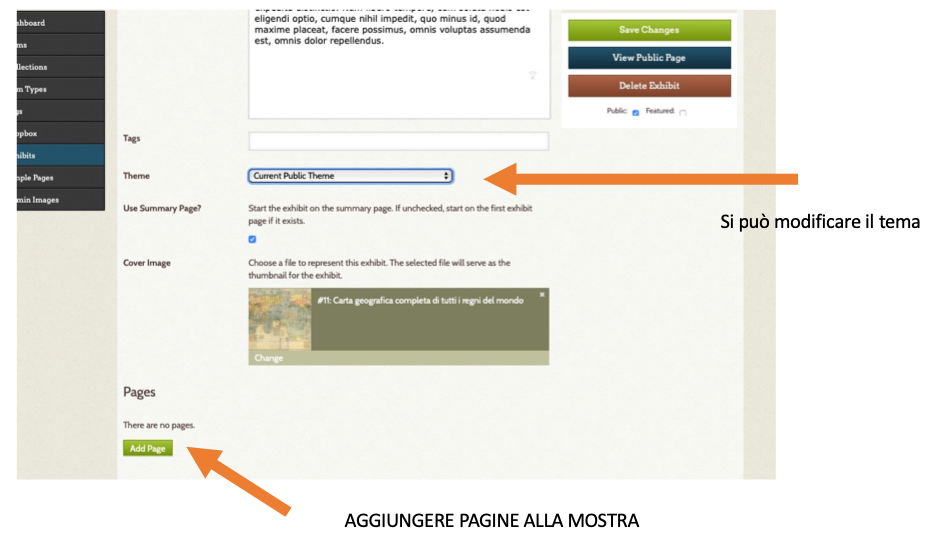 eligendi optio, cumque nihil impedit, quo minus id, quod
maxime placeat, facere possimus, omnis voluptas assumenda
est, omnis dolor repellendus.
Save Changes
View Public Page
Delete Exhibit
Public: Featured:
Tags
Theme
Current Public Theme
Si può modificare il tema
Use Summary Page?
Start the exhibit on the summary page. If unchecked, start on the first exhibit
page if it exists.
Cover Image
Choose a file to represent this exhibit. The selected file will serve as the
thumbnail for the exhibit.
#11: Carta geografica completa di tutti i regni del mondo
Change
Pages
There are no pages.
Add Page
AGGIUNGERE PAGINE ALLA MOSTRA
shboard
ms
llections
m Types
gs
opbox
hibits
mple Pages
min Images